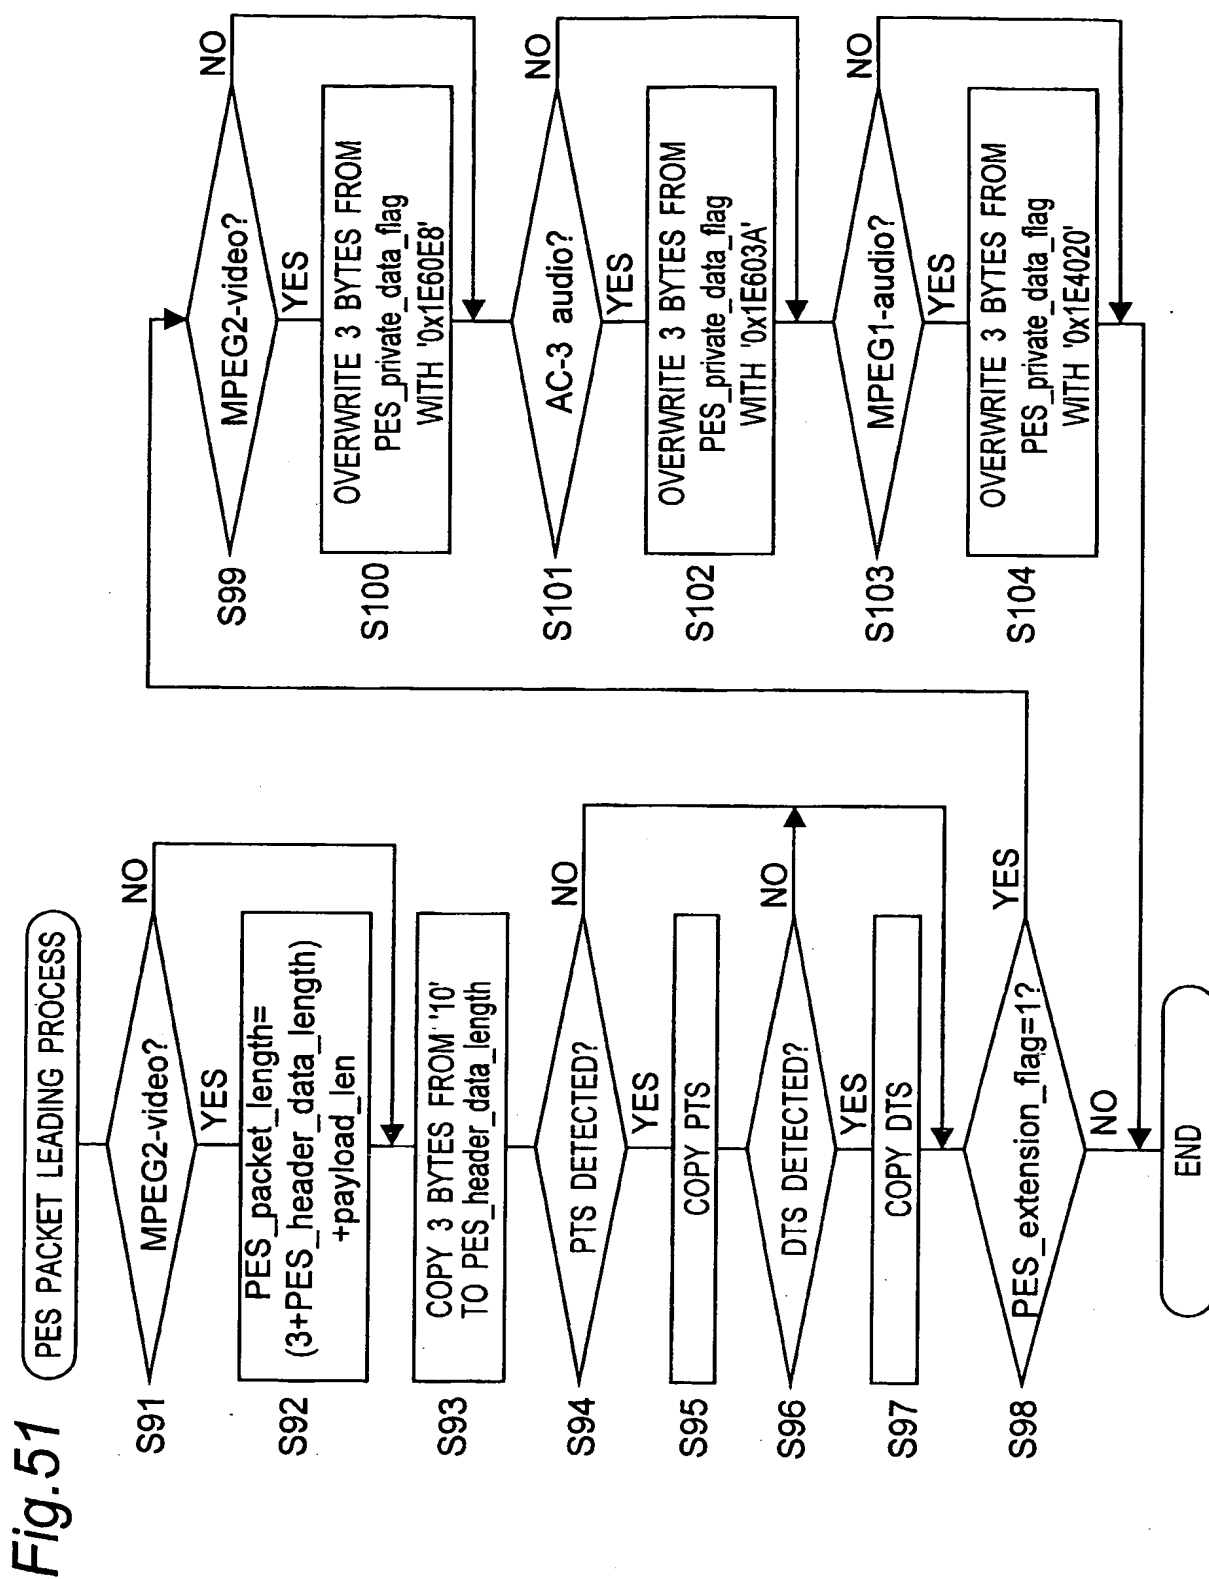 Fig.51
PES PACKET LEADING PROCESS
S91
MPEG2-video?
NO
YES
S92
PES_packet_length=
(3+PES_header_data_length)
+payload_len
S93
COPY 3 BYTES FROM '10'
TO PES_header_data_length
S94
PTS DETECTED?
NO
YES
S95
COPY PTS
S96
DTS DETECTED?
NO
YES
S97
COPY DTS
S98
PES_extension_flag=1?
YES
NO
END
S99
MPEG2-video?
NO
YES
S100
OVERWRITE 3 BYTES FROM
PES_private_data_flag
WITH '0x1E60E8'
S101
AC-3 audio?
NO
YES
S102
OVERWRITE 3 BYTES FROM
PES_private_data_flag
WITH '0x1E603A'
S103
MPEG1-audio?
NO
YES
S104
OVERWRITE 3 BYTES FROM
PES_private_data_flag
WITH '0x1E4020'